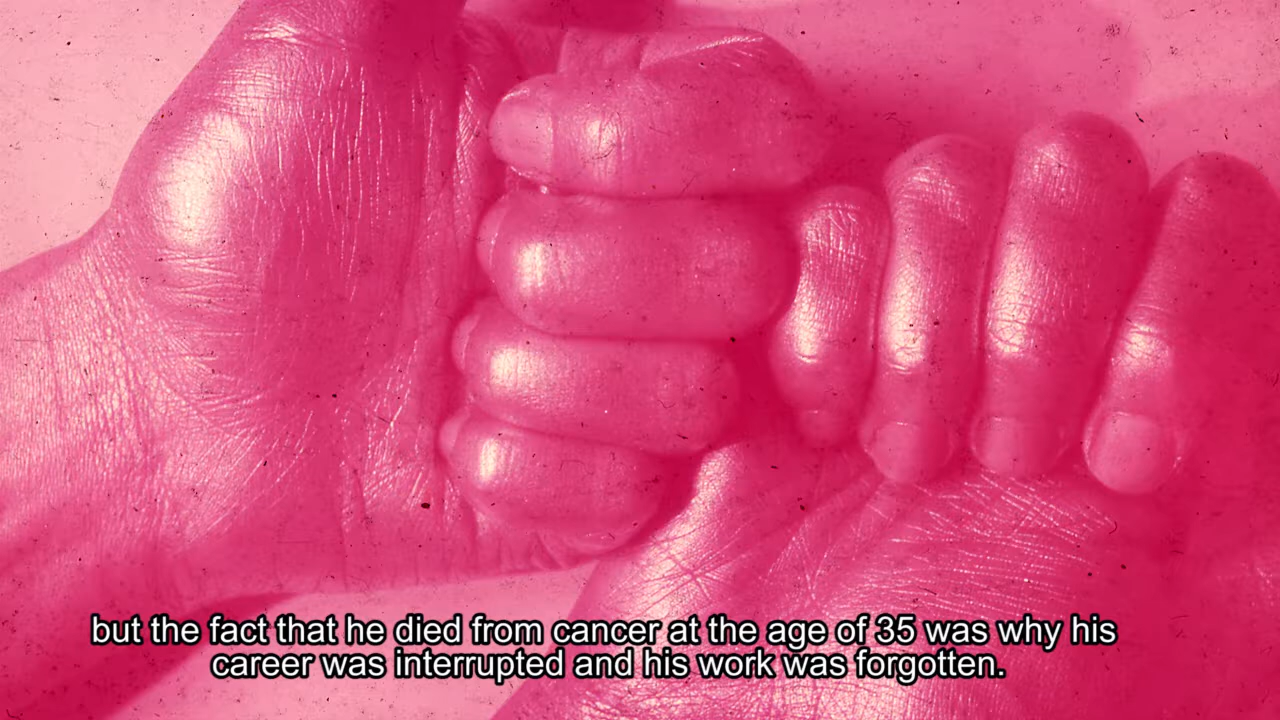 but the fact that he died from cancer at the age of 35 was why his
career was interrupted and his work was forgotten.